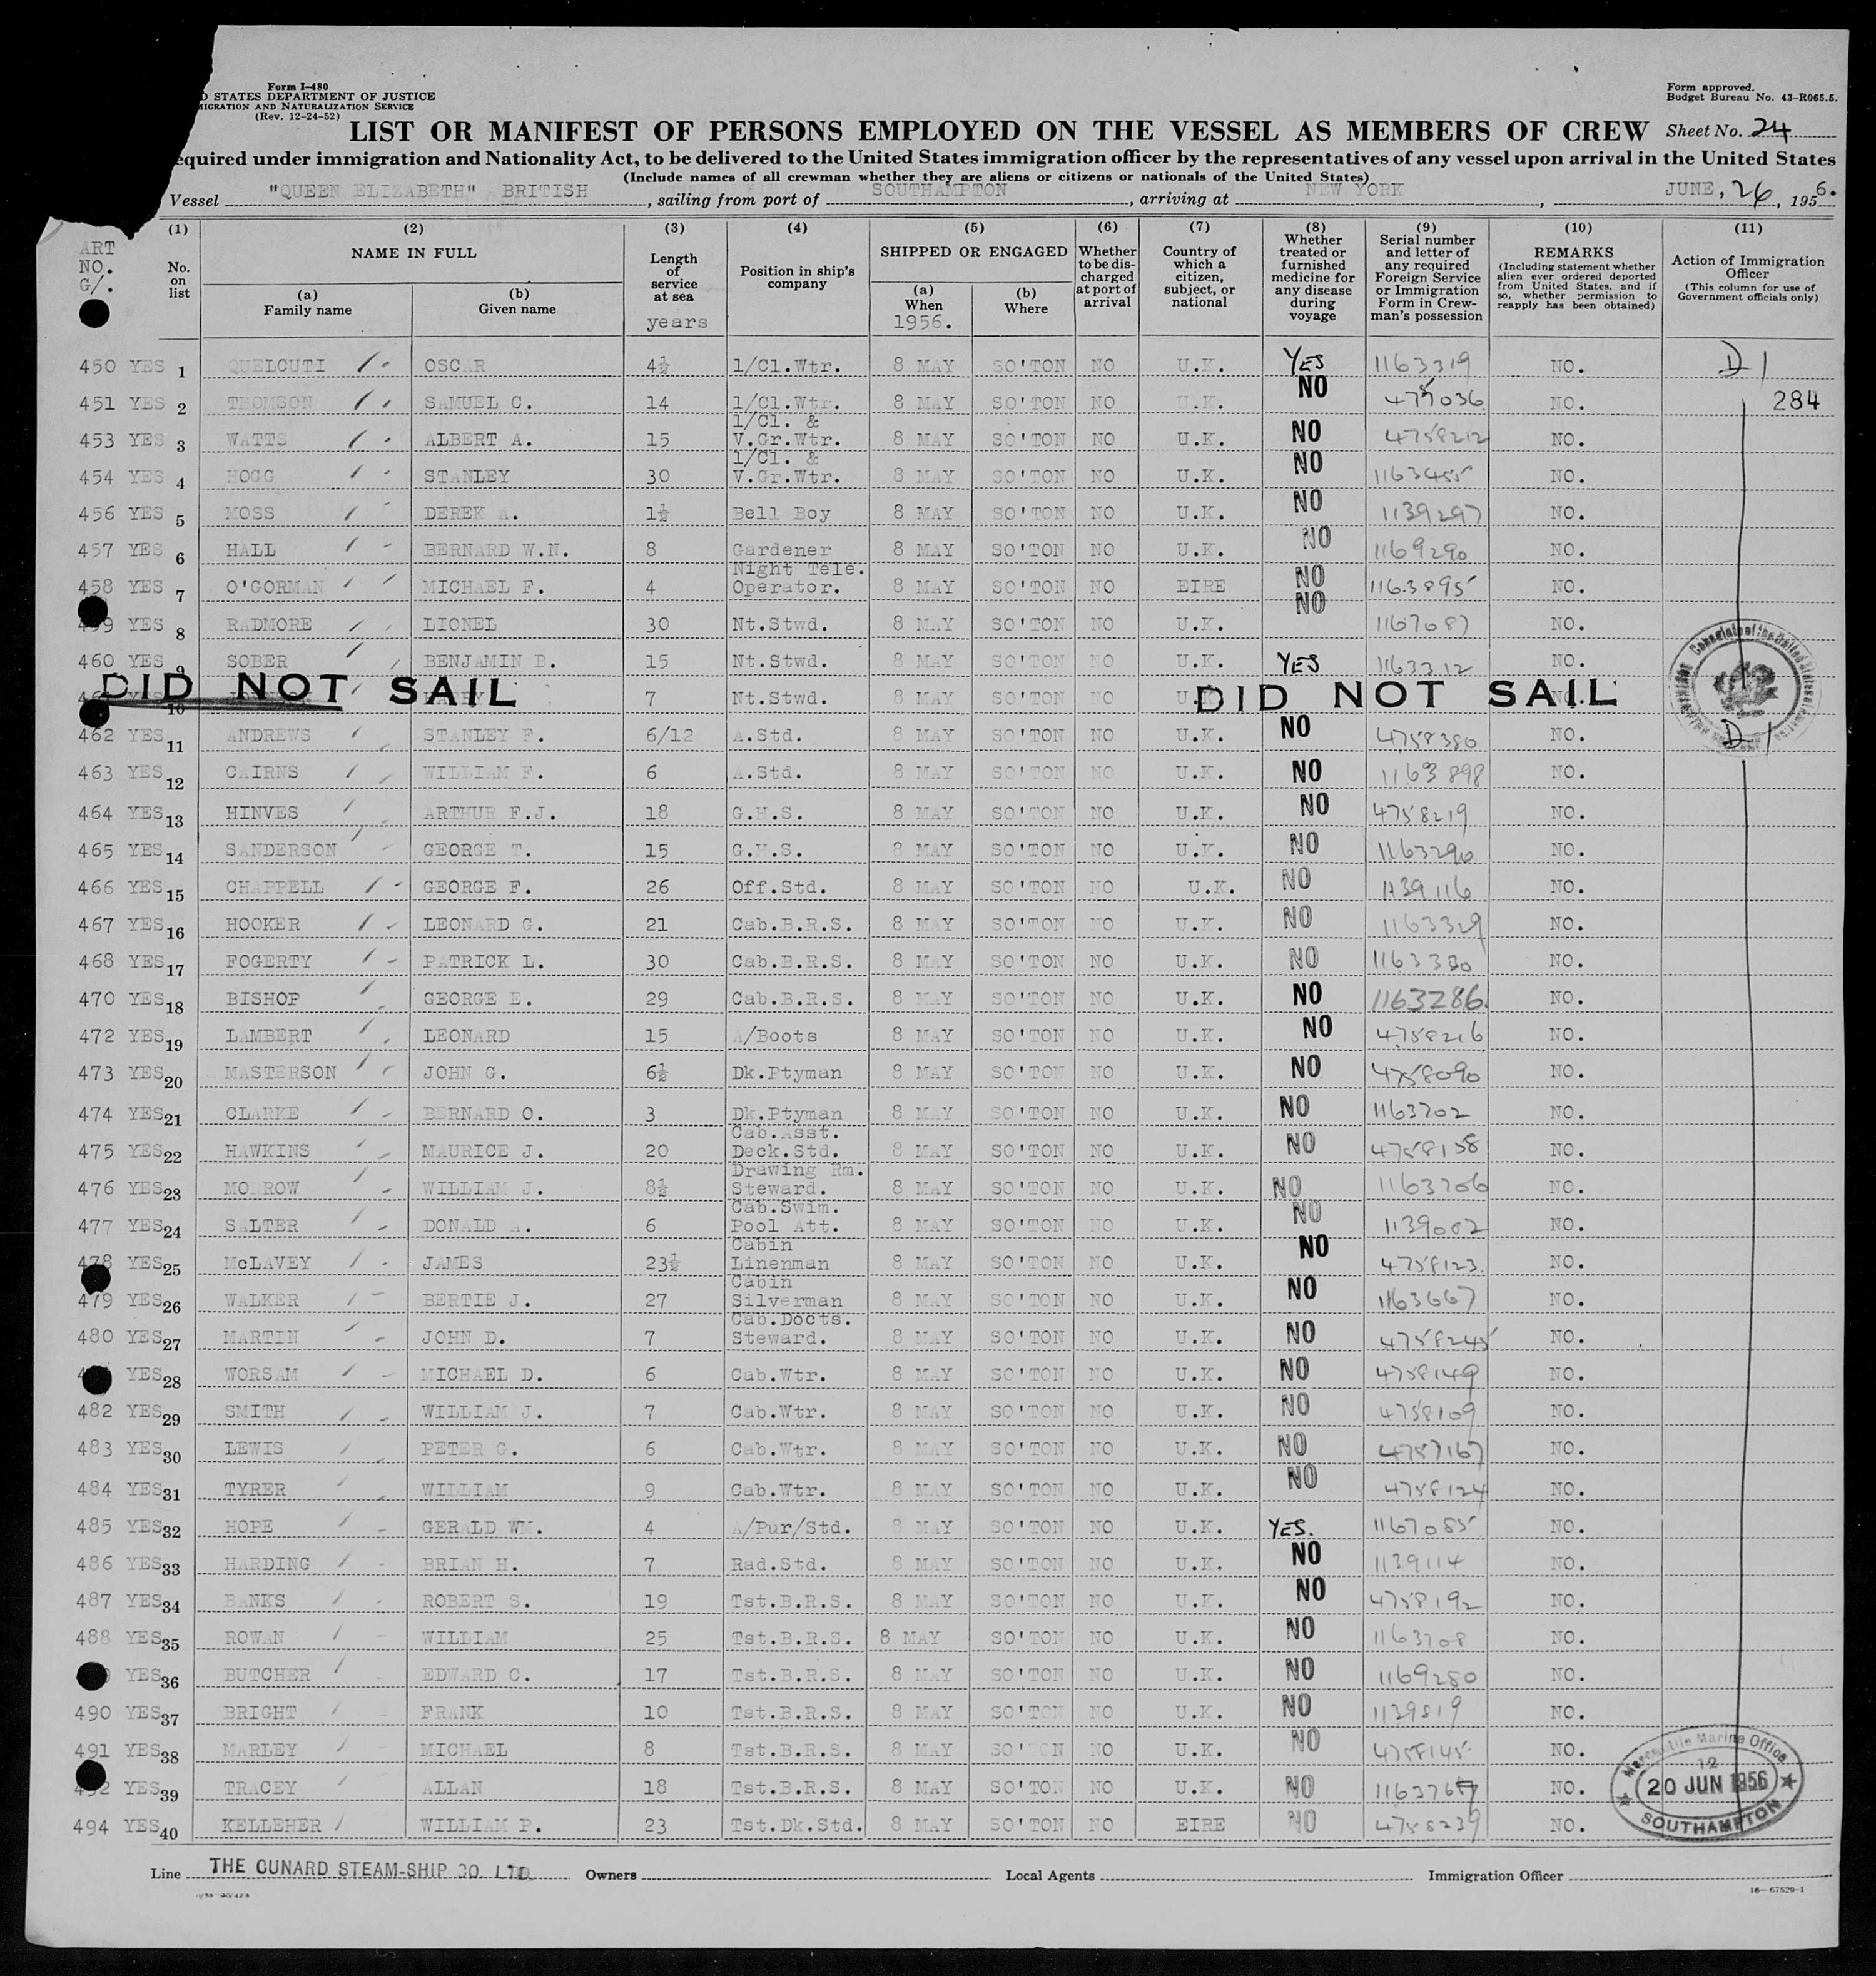 Form I-480
D STATES DEPARTMENT OF JUSTICE
MIGRATION AND NATURALIZATION SERVICE
(Rev. 12-24-52)
Form approved.
Budget Bureau No. 43-R065.5.
LIST OR MANIFEST OF PERSONS EMPLOYED ON THE VESSEL AS MEMBERS OF CREW Sheet No. 24
equired under immigration and Nationality Act, to be delivered to the United States immigration officer by the representatives of any vessel upon arrival in the United States
(Include names of all crewman whether they are aliens or citizens or nationals of the United States)
Vessel "QUEEN ELIZABETH" BRITISH, sailing from port of SOUTHAMPTON, arriving at NEW YORK, JUNE, 26, 1956.
ART NO. G/.
(1) No. on list
(2) NAME IN FULL
(a) Family name
(b) Given name
(3) Length of service at sea years
(4) Position in ship's company
(5) SHIPPED OR ENGAGED
(a) When 1956.
(b) Where
(6) Whether to be discharged at port of arrival
(7) Country of which a citizen, subject, or national
(8) Whether treated or furnished medicine for any disease during voyage
(9) Serial number and letter of any required Foreign Service or Immigration Form in Crewman's possession
(10) REMARKS (Including statement whether alien ever ordered deported from United States, and if so, whether permission to reapply has been obtained)
(11) Action of Immigration Officer (This column for use of Government officials only)
450 YES 1 QUELCUTI OSCAR 4½ 1/Cl.Wtr. 8 MAY SO'TON NO U.K. YES 1163319 NO. D 1
451 YES 2 THOMSON SAMUEL C. 14 1/Cl.Wtr. 8 MAY SO'TON NO U.K. NO 475036 NO. 284
453 YES 3 WATTS ALBERT A. 15 1/Cl. & V.Gr.Wtr. 8 MAY SO'TON NO U.K. NO 4758212 NO.
454 YES 4 HOGG STANLEY 30 1/Cl. & V.Gr.Wtr. 8 MAY SO'TON NO U.K. NO 1163455 NO.
456 YES 5 MOSS DEREK A. 1½ Bell Boy 8 MAY SO'TON NO U.K. NO 1139297 NO.
457 YES 6 HALL BERNARD W.N. 8 Gardener 8 MAY SO'TON NO U.K. NO 1169290 NO.
458 YES 7 O'GORMAN MICHAEL F. 4 Night Tele. Operator. 8 MAY SO'TON NO EIRE NO 1163895 NO.
YES 8 RADMORE LIONEL 30 Nt.Stwd. 8 MAY SO'TON NO U.K. NO 1167087 NO.
460 YES 9 SOBER BENJAMIN B. 15 Nt.Stwd. 8 MAY SO'TON NO U.K. YES 1163312 NO.
DID NOT SAIL 10 7 Nt.Stwd. 8 MAY SO'TON NO DID NOT SAIL
462 YES 11 ANDREWS STANLEY F. 6/12 A.Std. 8 MAY SO'TON NO U.K. NO 4758380 NO. D 1
463 YES 12 CAIRNS WILLIAM F. 6 A.Std. 8 MAY SO'TON NO U.K. NO 1163898 NO.
464 YES 13 HINVES ARTHUR F.J. 18 G.H.S. 8 MAY SO'TON NO U.K. NO 4758219 NO.
465 YES 14 SANDERSON GEORGE T. 15 G.H.S. 8 MAY SO'TON NO U.K. NO 1163290 NO.
466 YES 15 CHAPPELL GEORGE F. 26 Off.Std. 8 MAY SO'TON NO U.K. NO 1139116 NO.
467 YES 16 HOOKER LEONARD G. 21 Cab.B.R.S. 8 MAY SO'TON NO U.K. NO 1163329 NO.
468 YES 17 FOGERTY PATRICK L. 30 Cab.B.R.S. 8 MAY SO'TON NO U.K. NO 1163330 NO.
470 YES 18 BISHOP GEORGE E. 29 Cab.B.R.S. 8 MAY SO'TON NO U.K. NO 1163286. NO.
472 YES 19 LAMBERT LEONARD 15 A/Boots 8 MAY SO'TON NO U.K. NO 4758216 NO.
473 YES 20 MASTERSON JOHN G. 6½ Dk.Ptyman 8 MAY SO'TON NO U.K. NO 4758090 NO.
474 YES 21 CLARKE BERNARD O. 3 Dk.Ptyman 8 MAY SO'TON NO U.K. NO 1163702 NO.
475 YES 22 HAWKINS MAURICE J. 20 Cab.Asst. Deck.Std. 8 MAY SO'TON NO U.K. NO 4758158 NO.
476 YES 23 MORROW WILLIAM J. 8½ Drawing Rm. Steward. 8 MAY SO'TON NO U.K. NO 1163706 NO.
477 YES 24 SALTER DONALD A. 6 Cab.Swim. Pool Att. 8 MAY SO'TON NO U.K. NO 1139002 NO.
478 YES 25 McLAVEY JAMES 23½ Cabin Linenman 8 MAY SO'TON NO U.K. NO 4758123. NO.
479 YES 26 WALKER BERTIE J. 27 Cabin Silverman 8 MAY SO'TON NO U.K. NO 1163667 NO.
480 YES 27 MARTIN JOHN D. 7 Cab.Docts. Steward. 8 MAY SO'TON NO U.K. NO 4758245 NO.
YES 28 WORSAM MICHAEL D. 6 Cab.Wtr. 8 MAY SO'TON NO U.K. NO 4758149 NO.
482 YES 29 SMITH WILLIAM J. 7 Cab.Wtr. 8 MAY SO'TON NO U.K. NO 4758109 NO.
483 YES 30 LEWIS PETER G. 6 Cab.Wtr. 8 MAY SO'TON NO U.K. NO 4757167 NO.
484 YES 31 TYRER WILLIAM 9 Cab.Wtr. 8 MAY SO'TON NO U.K. NO 4758124 NO.
485 YES 32 HOPE GERALD WM. 4 A/Pur/Std. 8 MAY SO'TON NO U.K. YES. 1167085 NO.
486 YES 33 HARDING BRIAN H. 7 Rad.Std. 8 MAY SO'TON NO U.K. NO 1139114 NO.
487 YES 34 BANKS ROBERT S. 19 Tst.B.R.S. 8 MAY SO'TON NO U.K. NO 4758192 NO.
488 YES 35 ROWAN WILLIAM 25 Tst.B.R.S. 8 MAY SO'TON NO U.K. NO 1163708 NO.
YES 36 BUTCHER EDWARD C. 17 Tst.B.R.S. 8 MAY SO'TON NO U.K. NO 1169280 NO.
490 YES 37 BRIGHT FRANK 10 Tst.B.R.S. 8 MAY SO'TON NO U.K. NO 1139819 NO.
491 YES 38 MARLEY MICHAEL 8 Tst.B.R.S. 8 MAY SO'TON NO U.K. NO 4758145 NO.
492 YES 39 TRACEY ALLAN 18 Tst.B.R.S. 8 MAY SO'TON NO U.K. NO 1163767 NO.
494 YES 40 KELLEHER WILLIAM P. 23 Tst.Dk.Std. 8 MAY SO'TON NO EIRE NO 4758239 NO.
Mercantile Marine Office
12
20 JUN 1956
SOUTHAMPTON
Line THE CUNARD STEAM-SHIP CO. LTD. Owners Local Agents Immigration Officer
16-67529-1